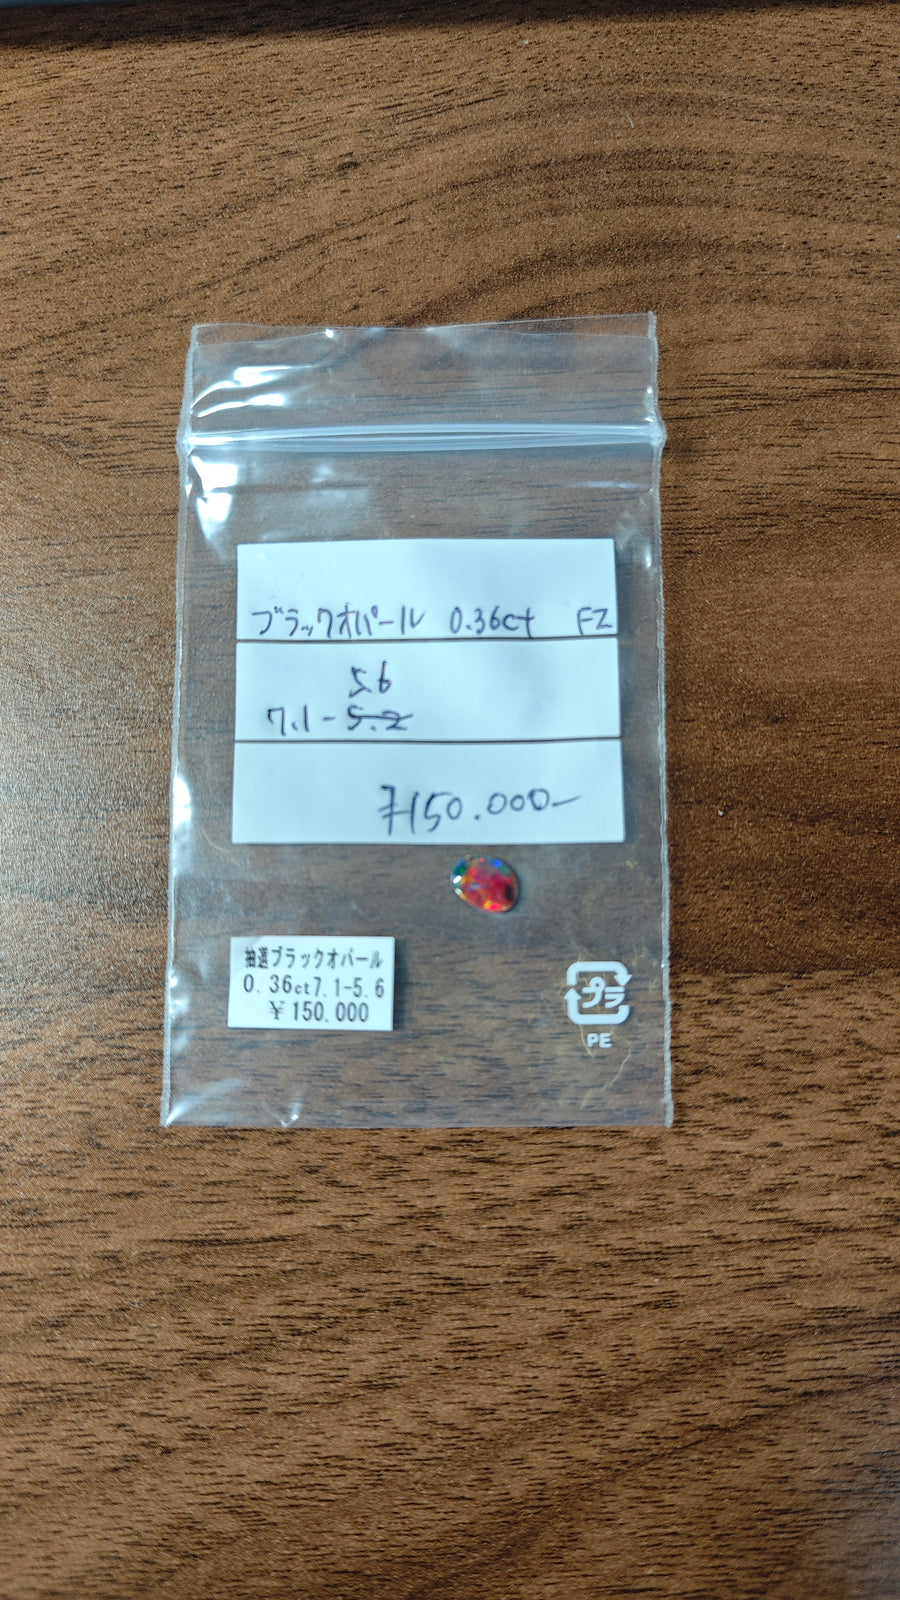 ブラックオパール 0.36ct FZ
5.6
7.1-5.2
¥150.000-
抽選ブラックオパール
0.36ct7.1-5.6
¥150.000
プラ
PE